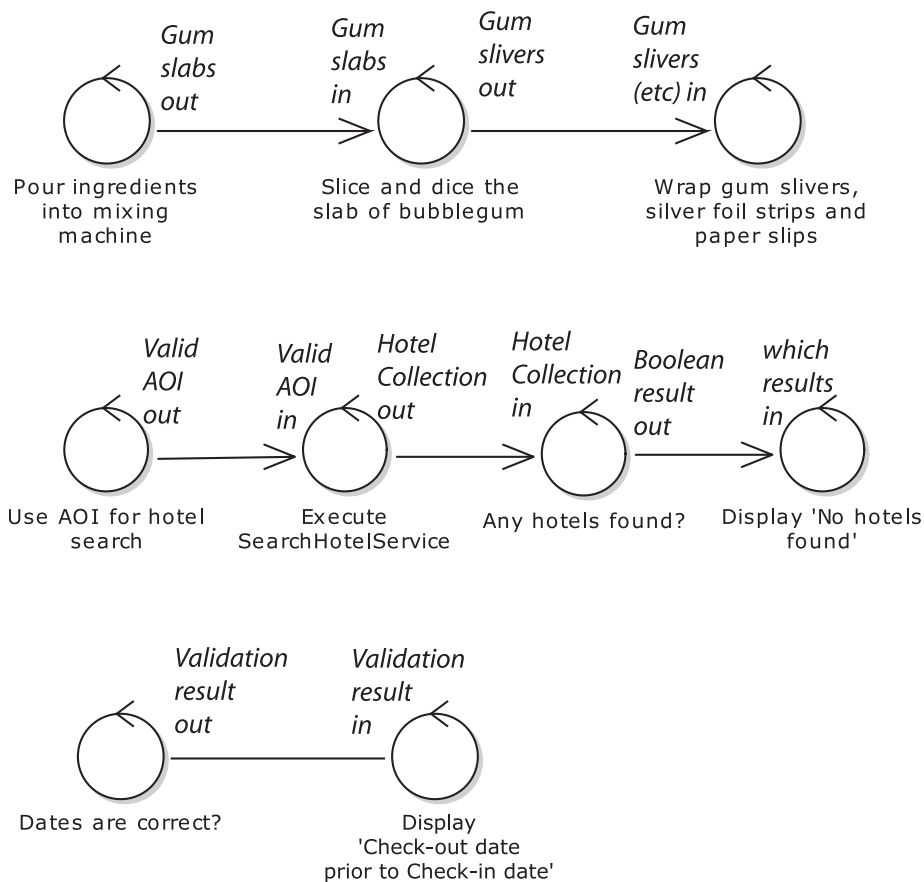 Gum
slabs
out
Gum
slabs
in
Gum
slivers
out
Gum
slivers
(etc) in
Pour ingredients
into mixing
machine
Slice and dice the
slab of bubblegum
Wrap gum slivers,
silver foil strips and
paper slips
Valid
AOI
out
Valid
AOI
in
Hotel
Collection
out
Hotel
Collection
in
Boolean
result
out
which
results
in
Use AOI for hotel
search
Execute
SearchHotelService
Any hotels found?
Display 'No hotels
found'
Validation
result
out
Validation
result
in
Dates are correct?
Display
'Check-out date
prior to Check-in date'